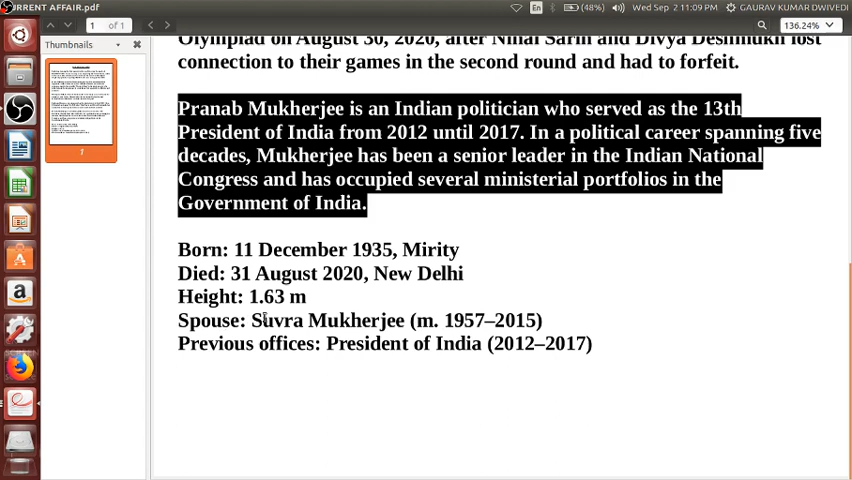 CURRENT AFFAIR.pdf
En
(48%)
Wed Sep 2 11:09 PM
GAURAV KUMAR DWIVEDI
1
of 1
136.24%
Thumbnails
1
Olympiad on August 30, 2020, after Nihal Sarin and Divya Deshmukh lost
connection to their games in the second round and had to forfeit.
Pranab Mukherjee is an Indian politician who served as the 13th
President of India from 2012 until 2017. In a political career spanning five
decades, Mukherjee has been a senior leader in the Indian National
Congress and has occupied several ministerial portfolios in the
Government of India.
Born: 11 December 1935, Mirity
Died: 31 August 2020, New Delhi
Height: 1.63 m
Spouse: Suvra Mukherjee (m. 1957–2015)
Previous offices: President of India (2012–2017)